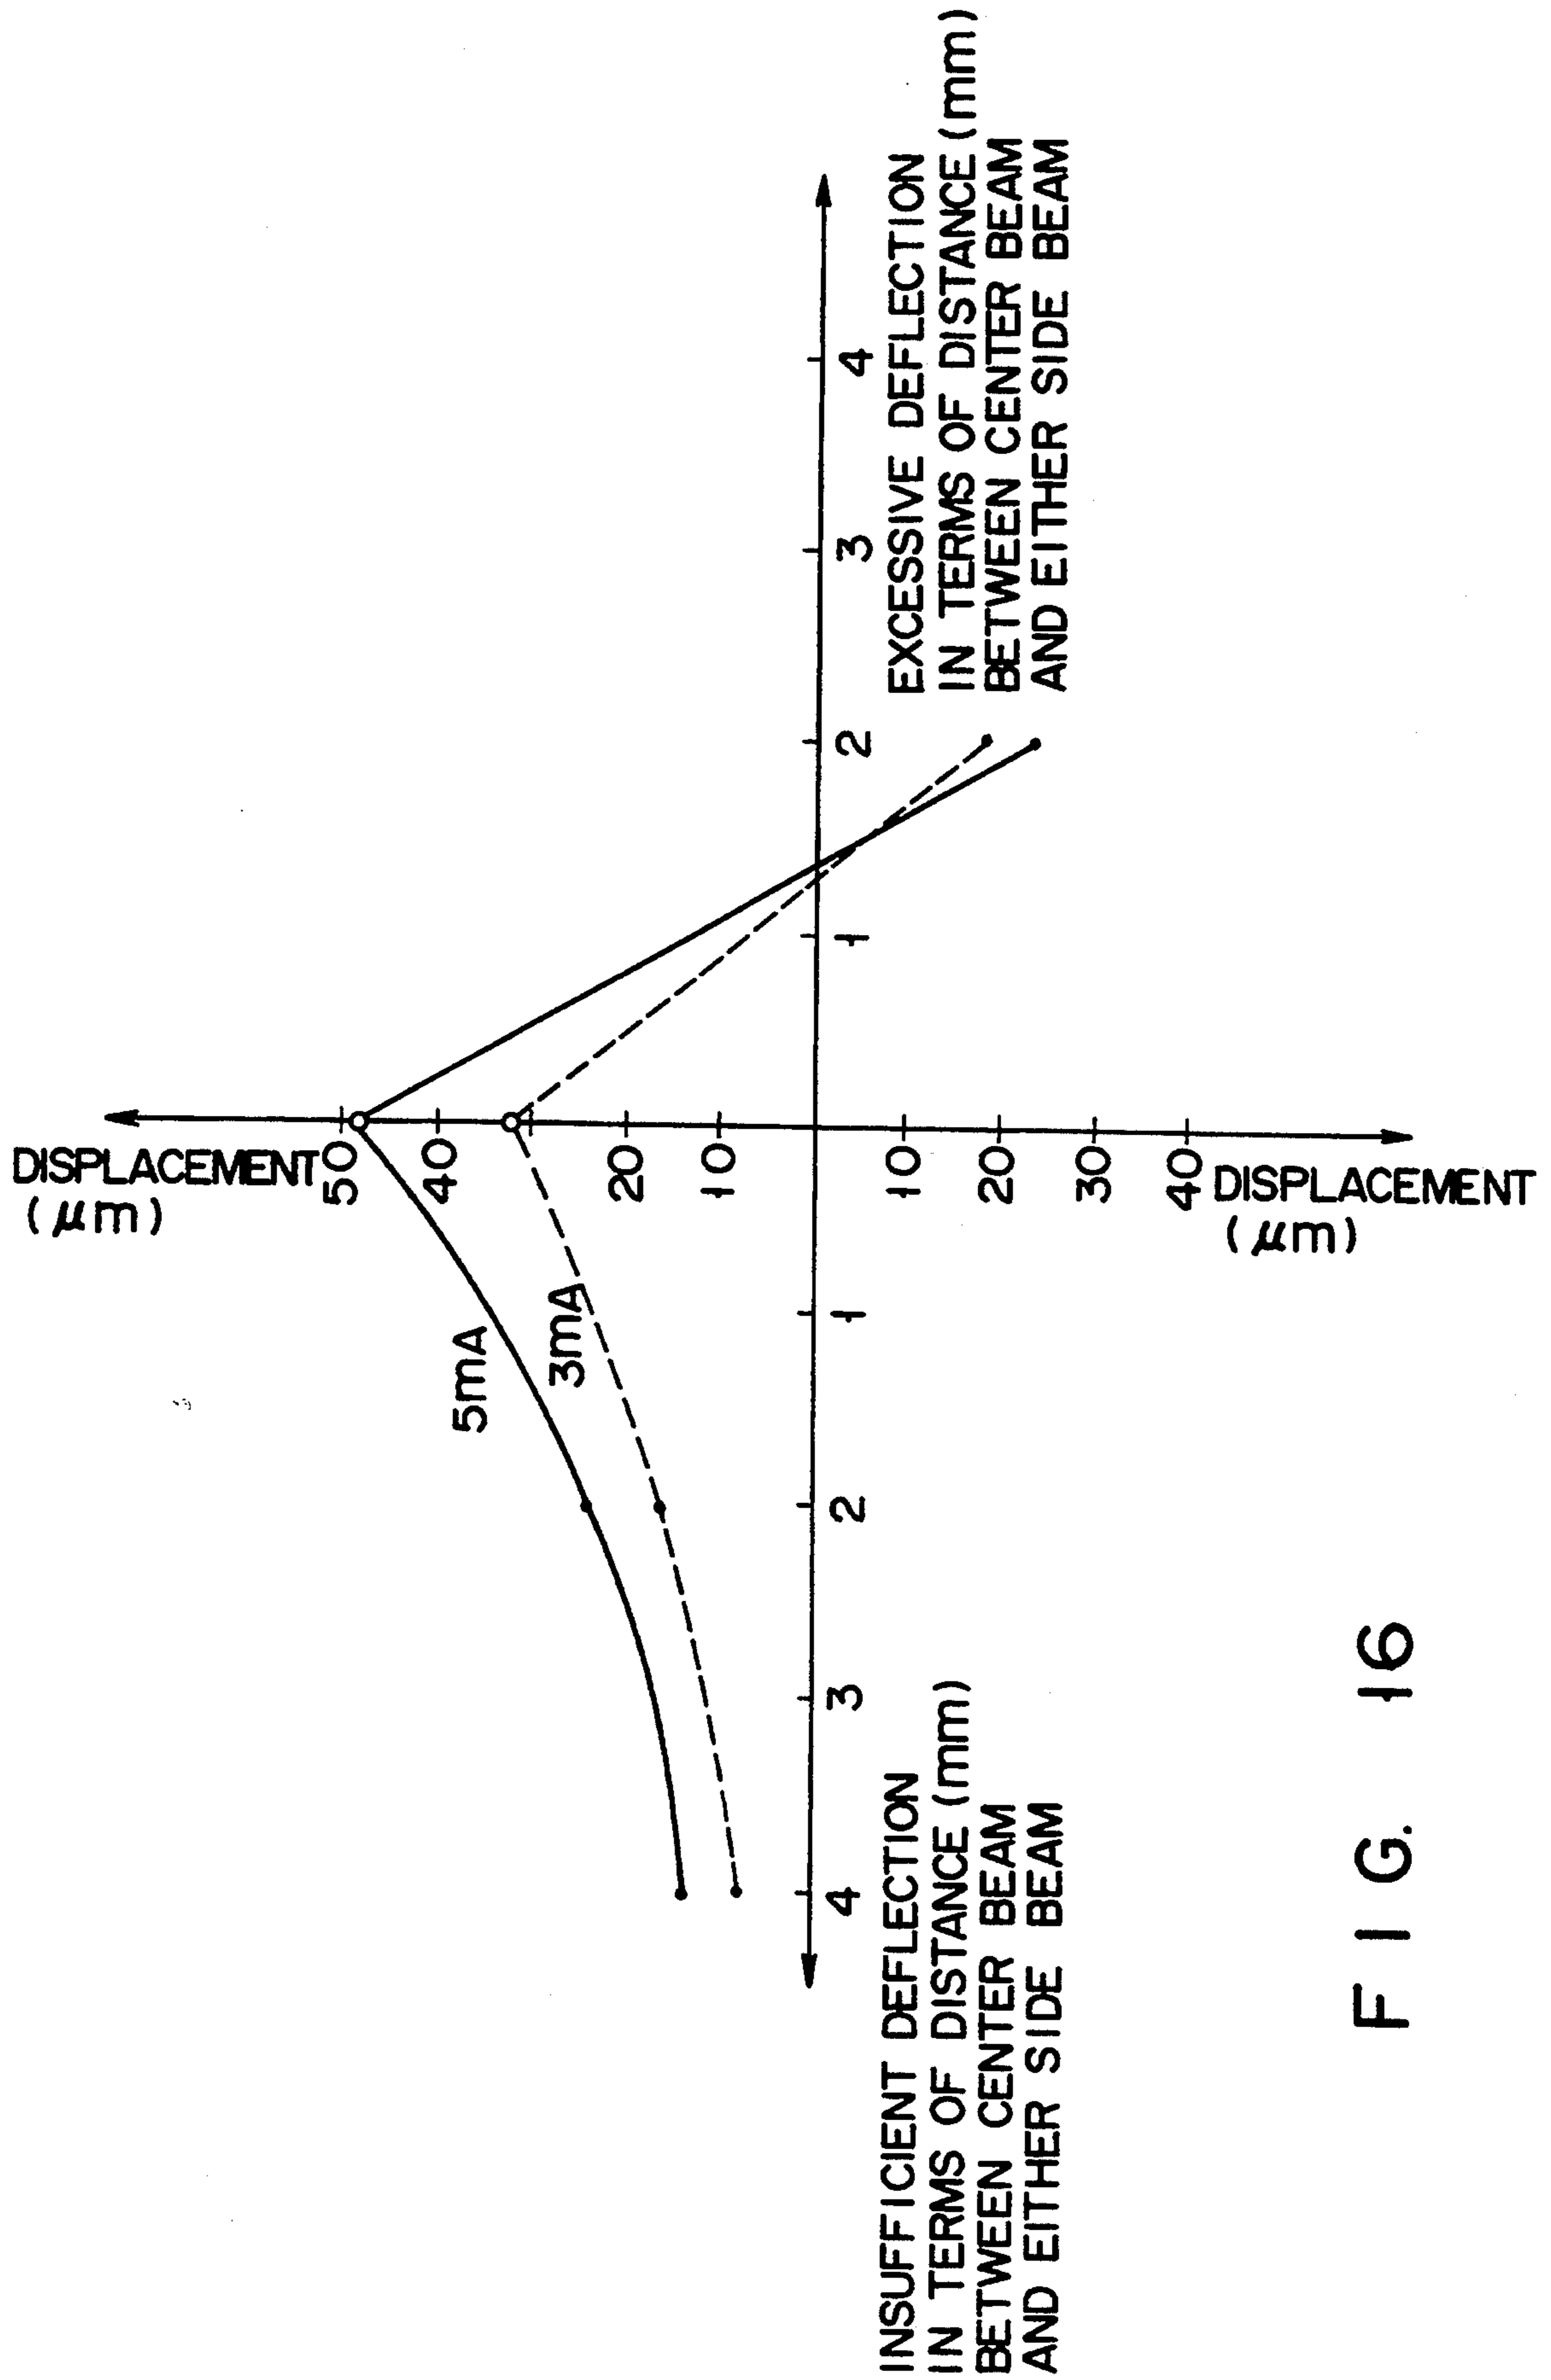 DISPLACEMENT
(μm)
50
40
20
10
10
20
30
40
DISPLACEMENT
(μm)
5mA
3mA
4
3
2
1
1
2
3
4
INSUFFICIENT DEFLECTION
IN TERMS OF DISTANCE (mm)
BETWEEN CENTER BEAM
AND EITHER SIDE BEAM
EXCESSIVE DEFLECTION
IN TERMS OF DISTANCE (mm)
BETWEEN CENTER BEAM
AND EITHER SIDE BEAM
FIG. 16